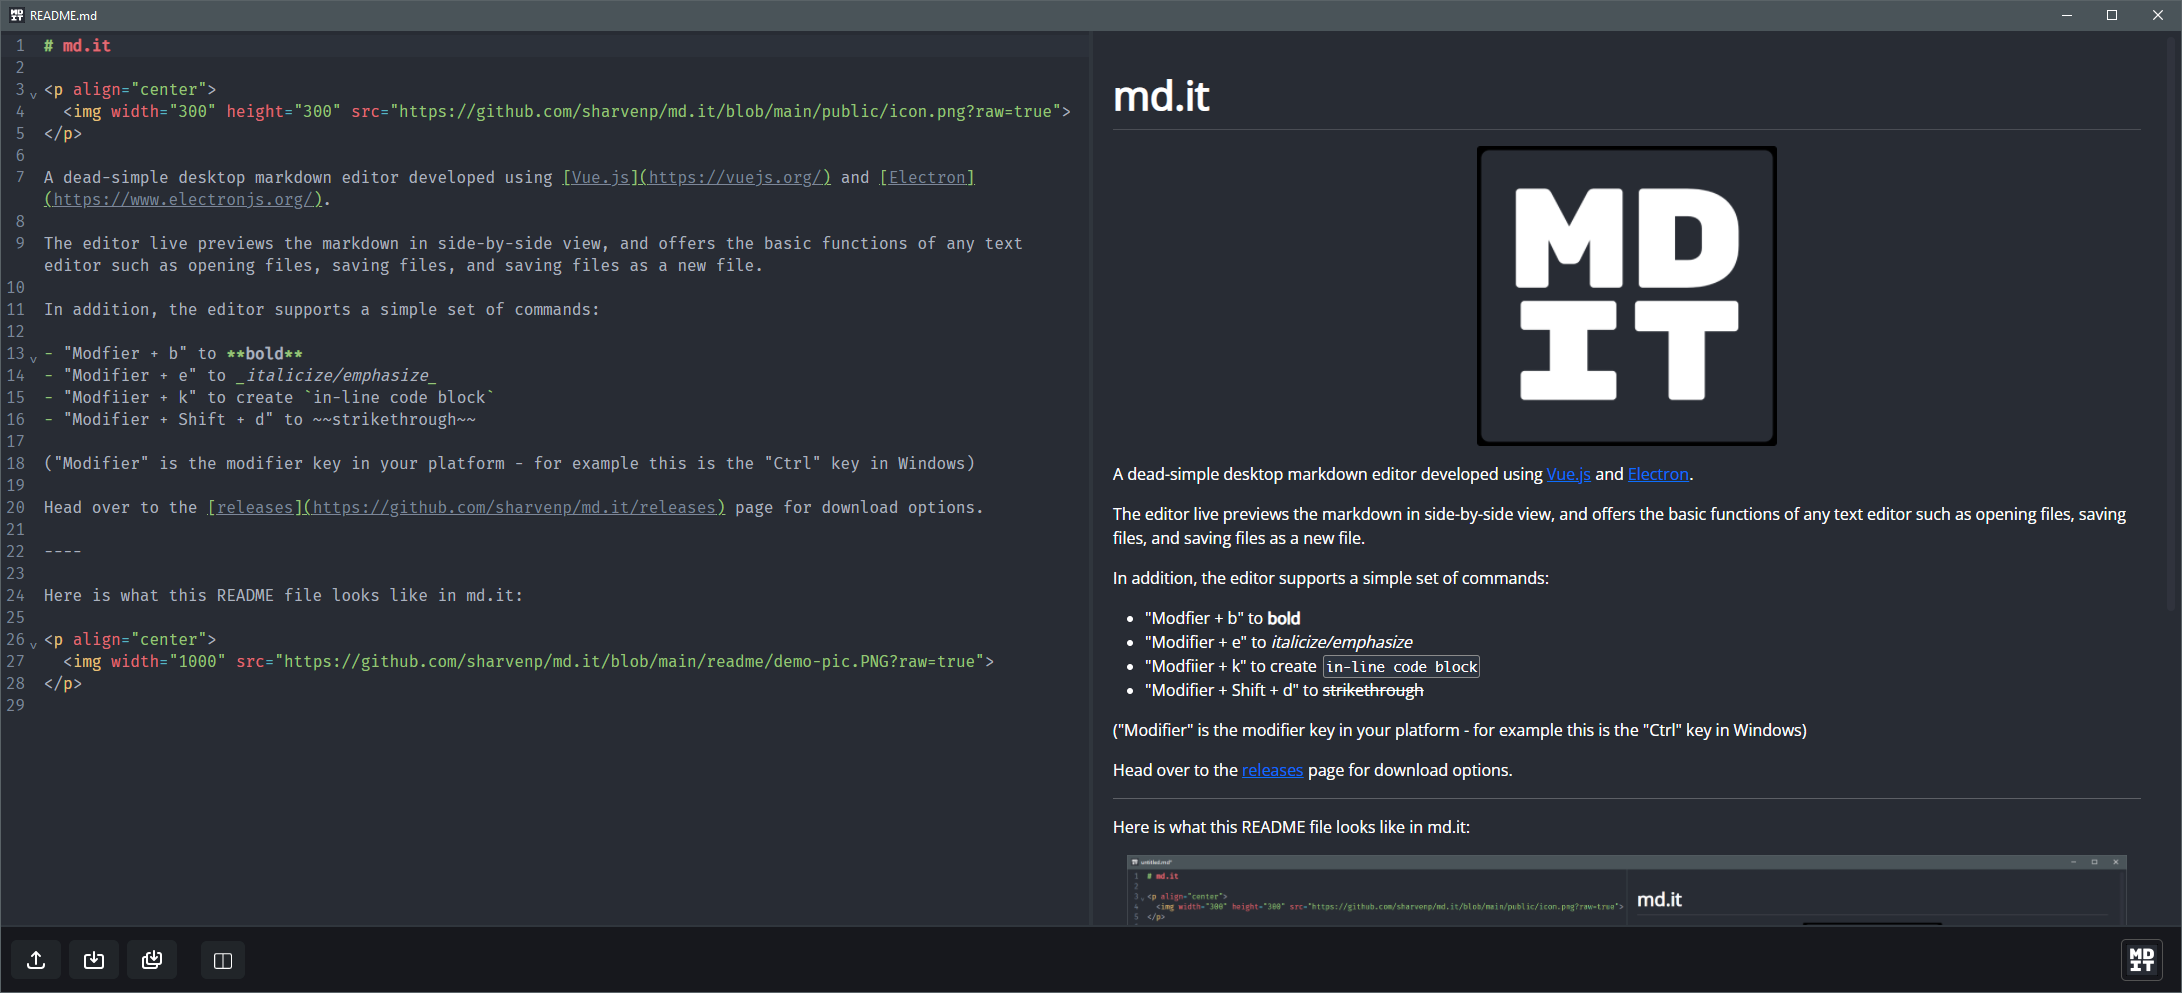 README.md
1 # md.it
2
3 <p align="center">
4 <img width="300" height="300" src="https://github.com/sharvenp/md.it/blob/main/public/icon.png?raw=true">
5 </p>
6
7 A dead-simple desktop markdown editor developed using [Vue.js](https://vuejs.org/) and [Electron]
(https://www.electronjs.org/).
8
9 The editor live previews the markdown in side-by-side view, and offers the basic functions of any text
editor such as opening files, saving files, and saving files as a new file.
10
11 In addition, the editor supports a simple set of commands:
12
13 - "Modfier + b" to **bold**
14 - "Modifier + e" to _italicize/emphasize_
15 - "Modfiier + k" to create `in-line code block`
16 - "Modifier + Shift + d" to ~~strikethrough~~
17
18 ("Modifier" is the modifier key in your platform - for example this is the "Ctrl" key in Windows)
19
20 Head over to the [releases](https://github.com/sharvenp/md.it/releases) page for download options.
21
22 ----
23
24 Here is what this README file looks like in md.it:
25
26 <p align="center">
27 <img width="1000" src="https://github.com/sharvenp/md.it/blob/main/readme/demo-pic.PNG?raw=true">
28 </p>
29
md.it
MD
IT
A dead-simple desktop markdown editor developed using Vue.js and Electron.
The editor live previews the markdown in side-by-side view, and offers the basic functions of any text editor such as opening files, saving
files, and saving files as a new file.
In addition, the editor supports a simple set of commands:
• "Modfier + b" to bold
• "Modifier + e" to italicize/emphasize
• "Modfiier + k" to create in-line code block
• "Modifier + Shift + d" to strikethrough
("Modifier" is the modifier key in your platform - for example this is the "Ctrl" key in Windows)
Head over to the releases page for download options.
Here is what this README file looks like in md.it:
untitled.md*
1 # md.it
2
3 <p align="center">
4 <img width="300" height="300" src="https://github.com/sharvenp/md.it/blob/main/public/icon.png?raw=true">
5 </p>
md.it
MD
IT